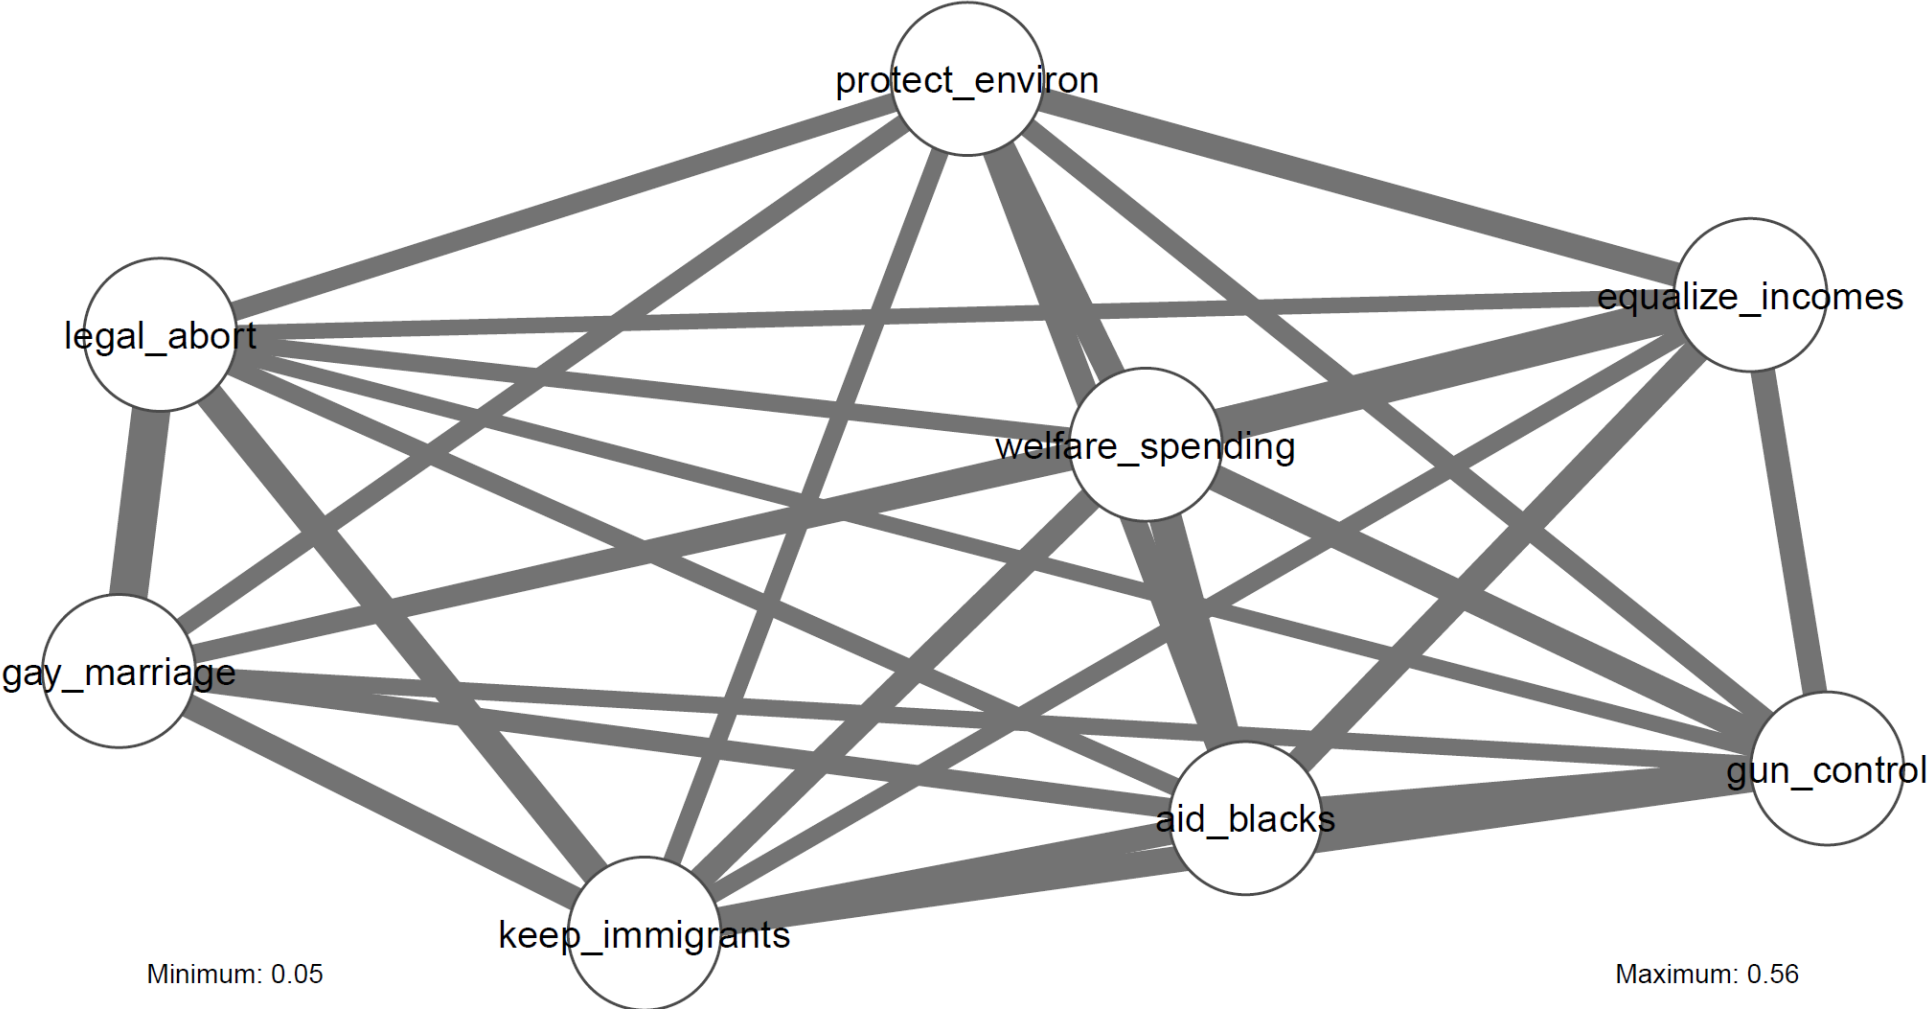 protect_environ
equalize_incomes
legal_abort
welfare_spending
gay_marriage
gun_control
aid_blacks
keep_immigrants
Minimum: 0.05
Maximum: 0.56